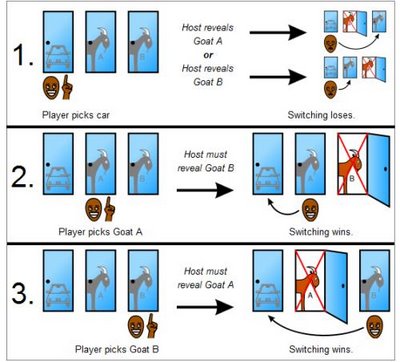 1.
A
B
Host reveals
Goat A
or
Host reveals
Goat B
Player picks car
Switching loses.
2.
A
B
Host must
reveal Goat B
A
B
Player picks Goat A
Switching wins.
3.
A
B
Host must
reveal Goat A
A
B
Player picks Goat B
Switching wins.